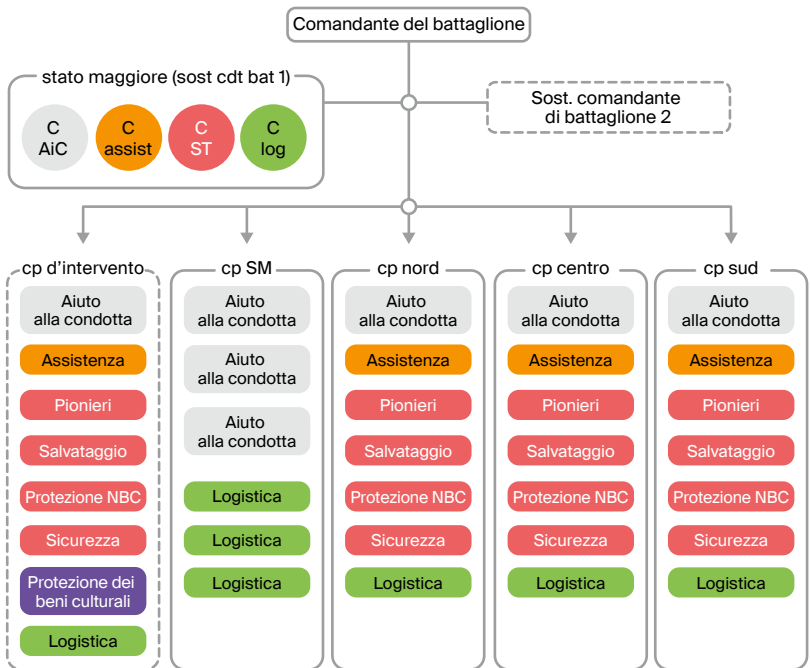 Comandante del battaglione
stato maggiore (sost cdt bat 1)
C
AiC
C
assist
C
ST
C
log
Sost. comandante
di battaglione 2
cp d'intervento
Aiuto
alla condotta
Assistenza
Pionieri
Salvataggio
Protezione NBC
Sicurezza
Protezione dei
beni culturali
Logistica
cp SM
Aiuto
alla condotta
Aiuto
alla condotta
Aiuto
alla condotta
Logistica
Logistica
Logistica
cp nord
Aiuto
alla condotta
Assistenza
Pionieri
Salvataggio
Protezione NBC
Sicurezza
Logistica
cp centro
Aiuto
alla condotta
Assistenza
Pionieri
Salvataggio
Protezione NBC
Sicurezza
Logistica
cp sud
Aiuto
alla condotta
Assistenza
Pionieri
Salvataggio
Protezione NBC
Sicurezza
Logistica